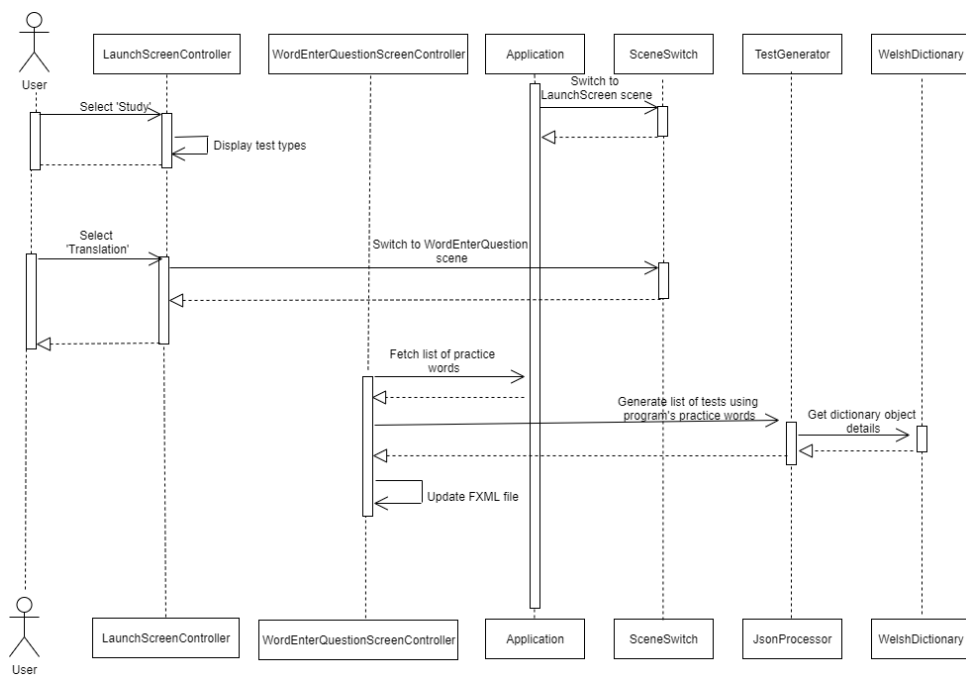 User
LaunchScreenController
WordEnterQuestionScreenController
Application
SceneSwitch
TestGenerator
WelshDictionary
Switch to
LaunchScreen scene
Select 'Study'
Display test types
Select
'Translation'
Switch to WordEnterQuestion
scene
Fetch list of practice
words
Generate list of tests using
program's practice words
Get dictionary object
details
Update FXML file
User
LaunchScreenController
WordEnterQuestionScreenController
Application
SceneSwitch
JsonProcessor
WelshDictionary